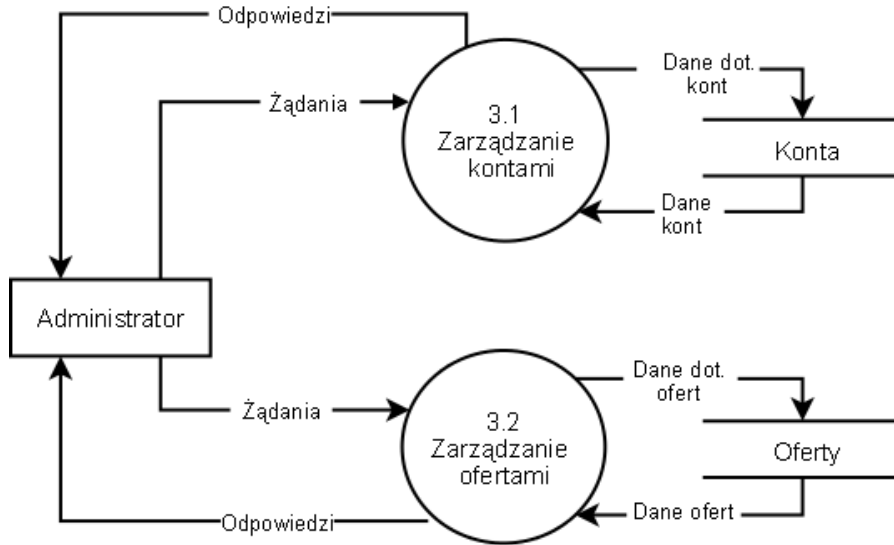 Odpowiedzi
Żądania
3.1
Zarządzanie
kontami
Dane dot.
kont
Konta
Dane
kont
Administrator
Żądania
3.2
Zarządzanie
ofertami
Dane dot.
ofert
Oferty
Dane ofert
Odpowiedzi